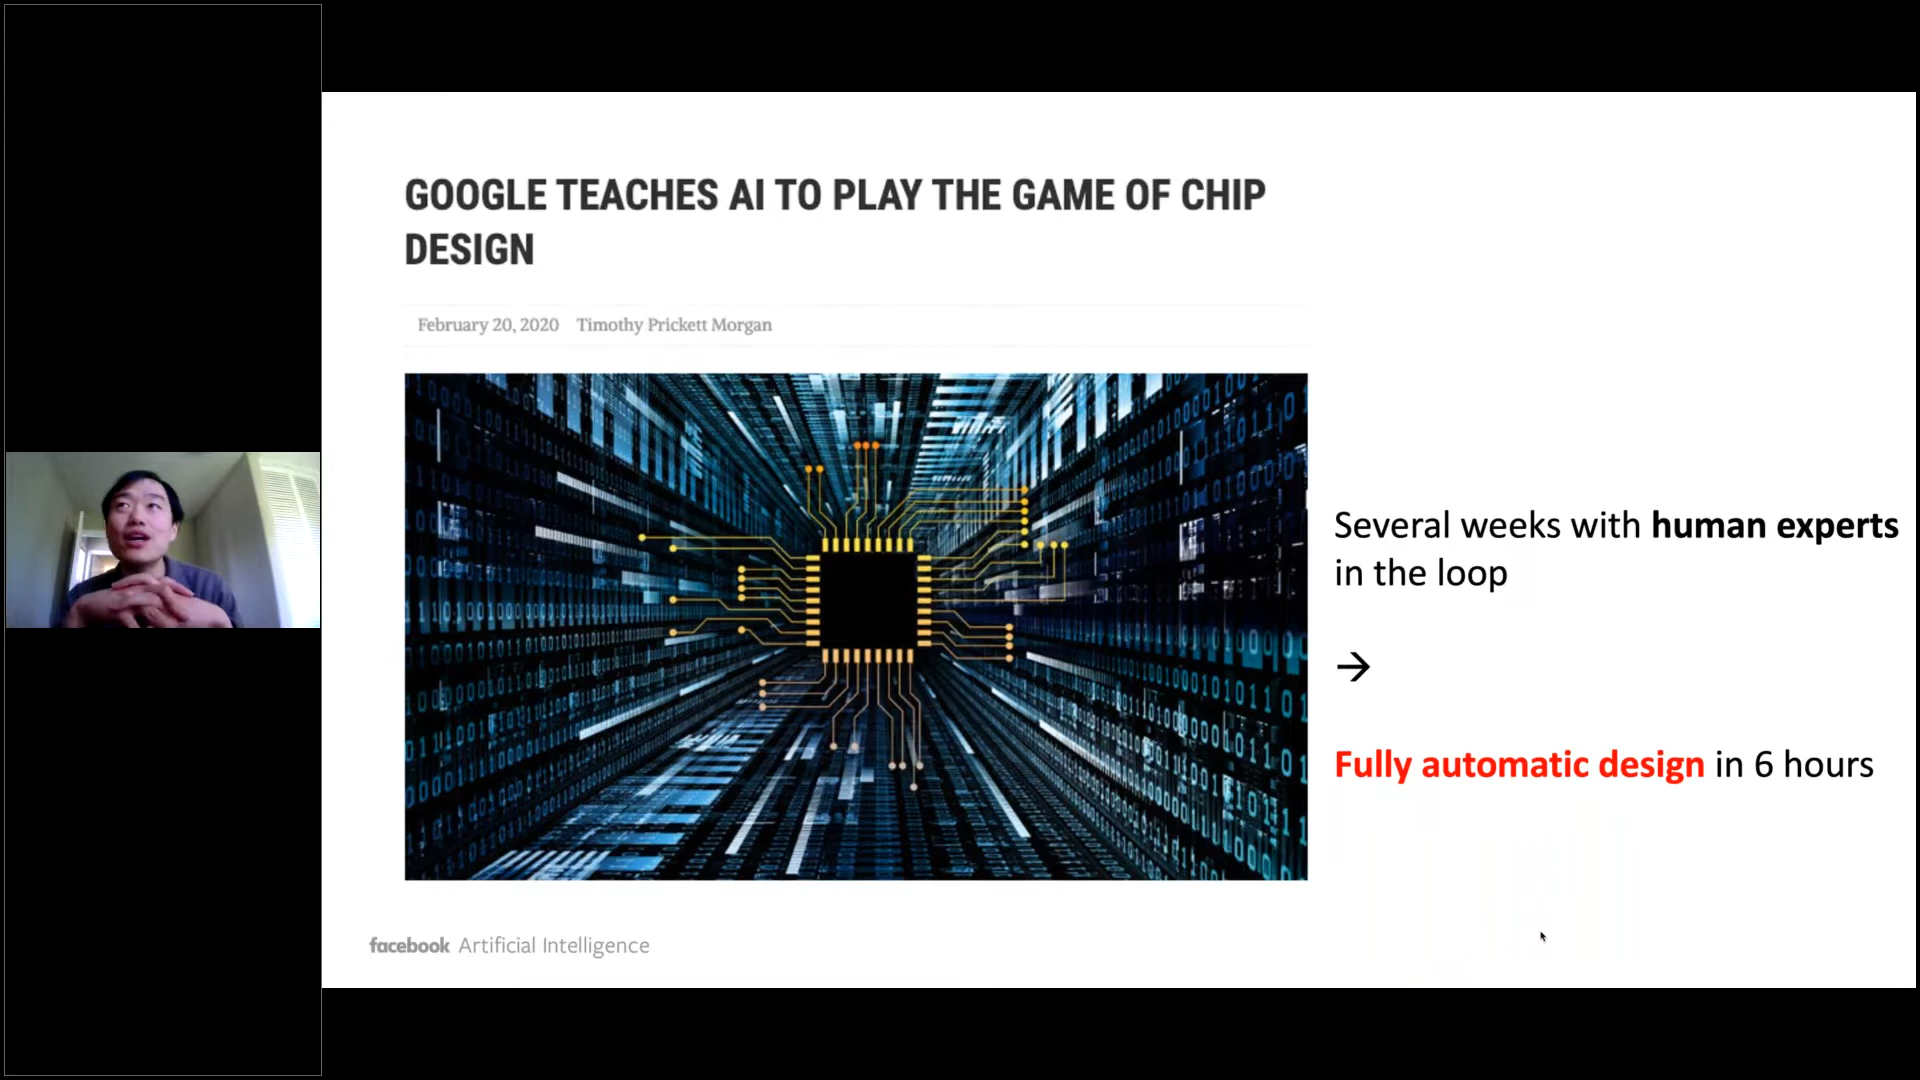 GOOGLE TEACHES AI TO PLAY THE GAME OF CHIP
DESIGN
February 20, 2020 Timothy Prickett Morgan
Several weeks with human experts
in the loop
→
Fully automatic design in 6 hours
facebook Artificial Intelligence